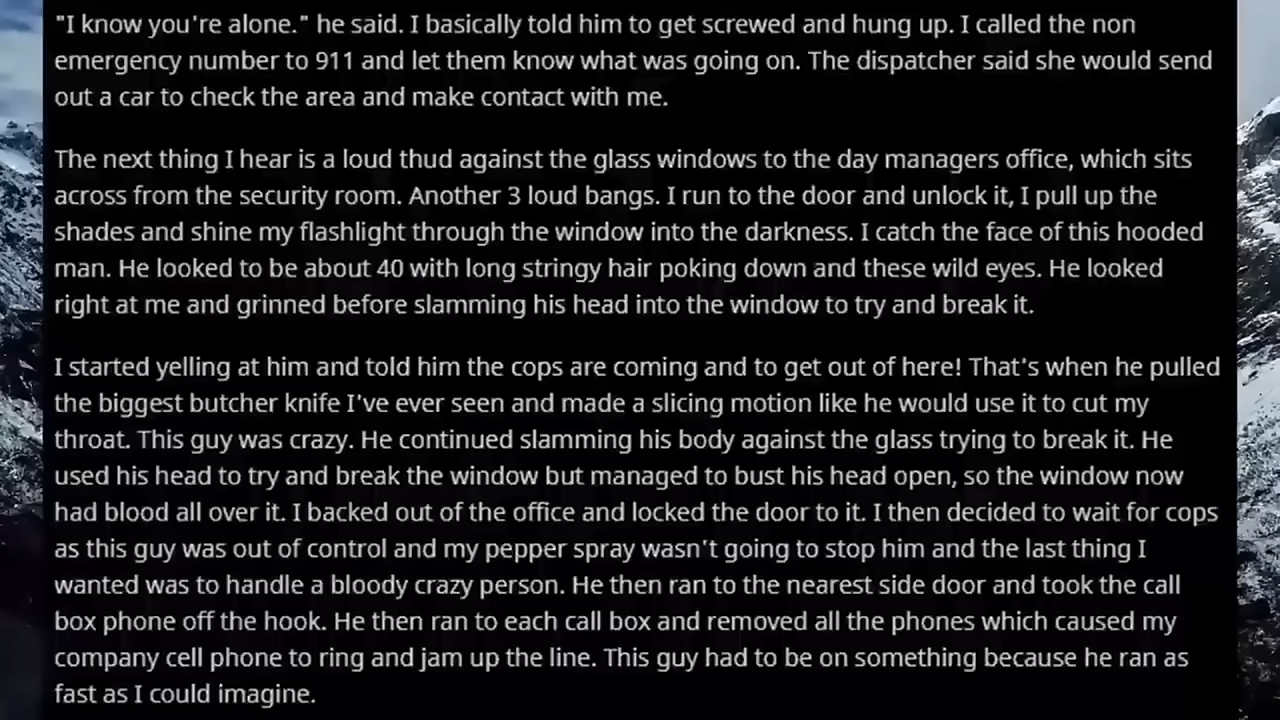 "I know you're alone." he said. I basically told him to get screwed and hung up. I called the non
emergency number to 911 and let them know what was going on. The dispatcher said she would send
out a car to check the area and make contact with me.
The next thing I hear is a loud thud against the glass windows to the day managers office, which sits
across from the security room. Another 3 loud bangs. I run to the door and unlock it, I pull up the
shades and shine my flashlight through the window into the darkness. I catch the face of this hooded
man. He looked to be about 40 with long stringy hair poking down and these wild eyes. He looked
right at me and grinned before slamming his head into the window to try and break it.
I started yelling at him and told him the cops are coming and to get out of here! That's when he pulled
the biggest butcher knife I've ever seen and made a slicing motion like he would use it to cut my
throat. This guy was crazy. He continued slamming his body against the glass trying to break it. He
used his head to try and break the window but managed to bust his head open, so the window now
had blood all over it. I backed out of the office and locked the door to it. I then decided to wait for cops
as this guy was out of control and my pepper spray wasn't going to stop him and the last thing I
wanted was to handle a bloody crazy person. He then ran to the nearest side door and took the call
box phone off the hook. He then ran to each call box and removed all the phones which caused my
company cell phone to ring and jam up the line. This guy had to be on something because he ran as
fast as I could imagine.